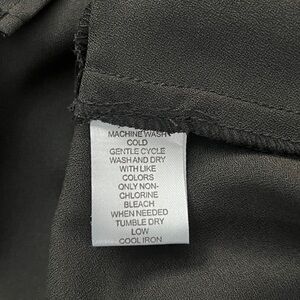 MACHINE WASH
COLD
GENTLE CYCLE
WASH AND DRY
WITH LIKE
COLORS
ONLY NON-
CHLORINE
BLEACH
WHEN NEEDED
TUMBLE DRY
LOW
COOL IRON